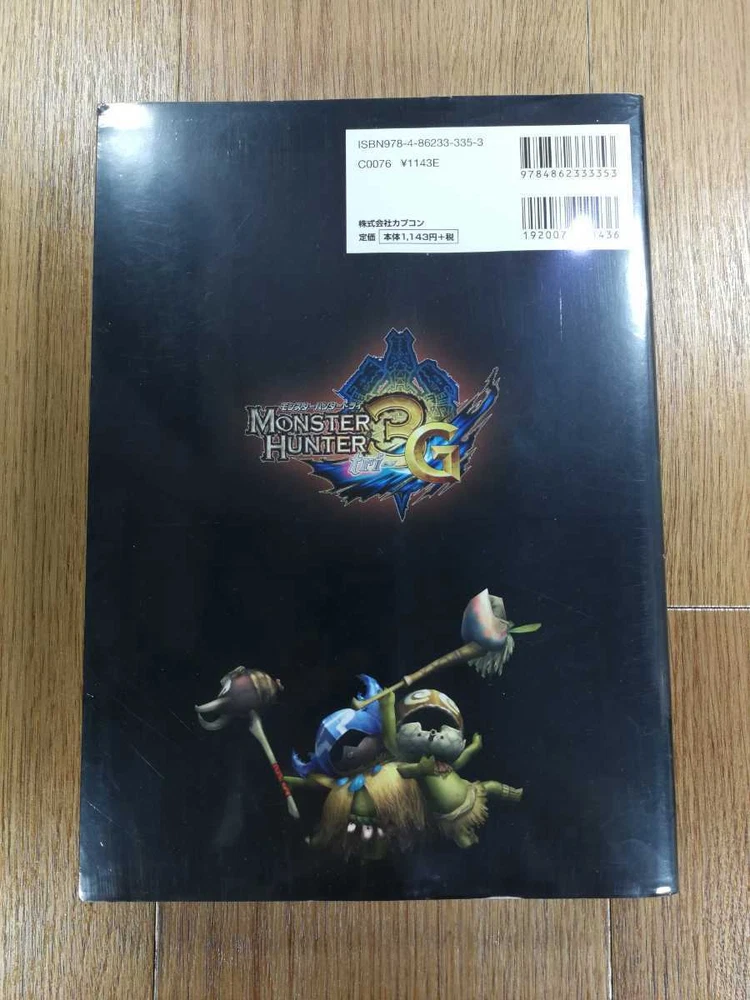 ISBN978-4-86233-335-3
C0076 ¥1143E
9784862333353
株式会社カプコン
定価 本体1,143円+税
モンスターハンタートライ
MONSTER
HUNTER
3
G